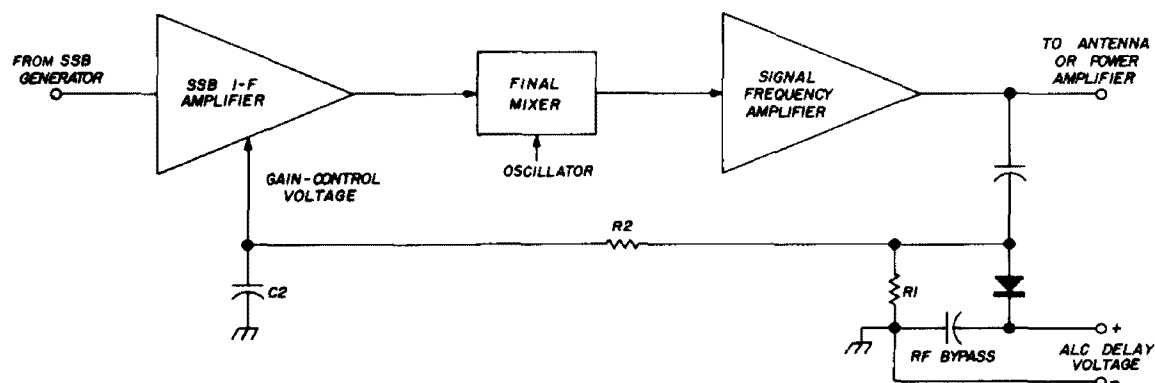 FROM SSB
GENERATOR
SSB I-F
AMPLIFIER
FINAL
MIXER
OSCILLATOR
SIGNAL
FREQUENCY
AMPLIFIER
TO ANTENNA
OR POWER
AMPLIFIER
GAIN-CONTROL
VOLTAGE
R2
C2
R1
RF BYPASS
+
ALC DELAY
VOLTAGE
-